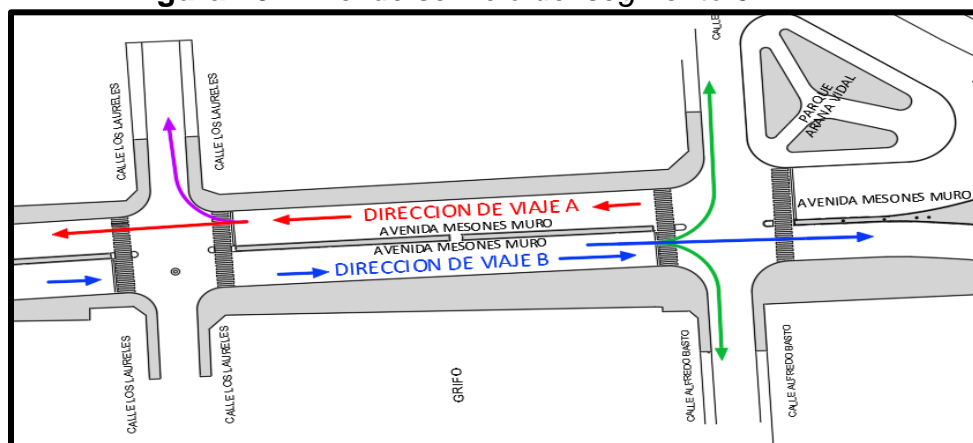 CALLE LOS LAURELES
CALLE LOS LAURELES
PARQUE
ARANA VIDAL
DIRECCION DE VIAJE A
AVENIDA MESONES MURO
AVENIDA MESONES MURO
AVENIDA MESONES MURO
DIRECCION DE VIAJE B
CALLE LOS LAURELES
CALLE LOS LAURELES
GRIFO
CALLE ALFREDO BASTO
CALLE ALFREDO BASTO